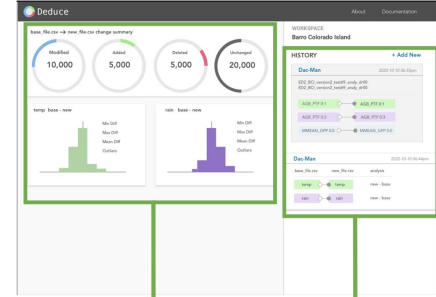 Deduce
About Documentation
base_file.csv → new_file.csv change summary
Modified
10,000
Added
5,000
Deleted
5,000
Unchanged
20,000
temp base - new
Min Diff
Max Diff
Mean Diff
Outliers
rain base - new
Min Diff
Max Diff
Mean Diff
Outliers
WORKSPACE
Barro Colorado Island
HISTORY + Add New
Dac-Man
AGB_PTF 0.1 AGB_PTF 0.1
AGB_PTF 0.3 AGB_PTF 0.3
MMEAN_GPP 0.0 MMEAN_GPP 0.0
Dac-Man
base_file.csv new_file.csv analysis
temp temp new - base
rain rain new - base